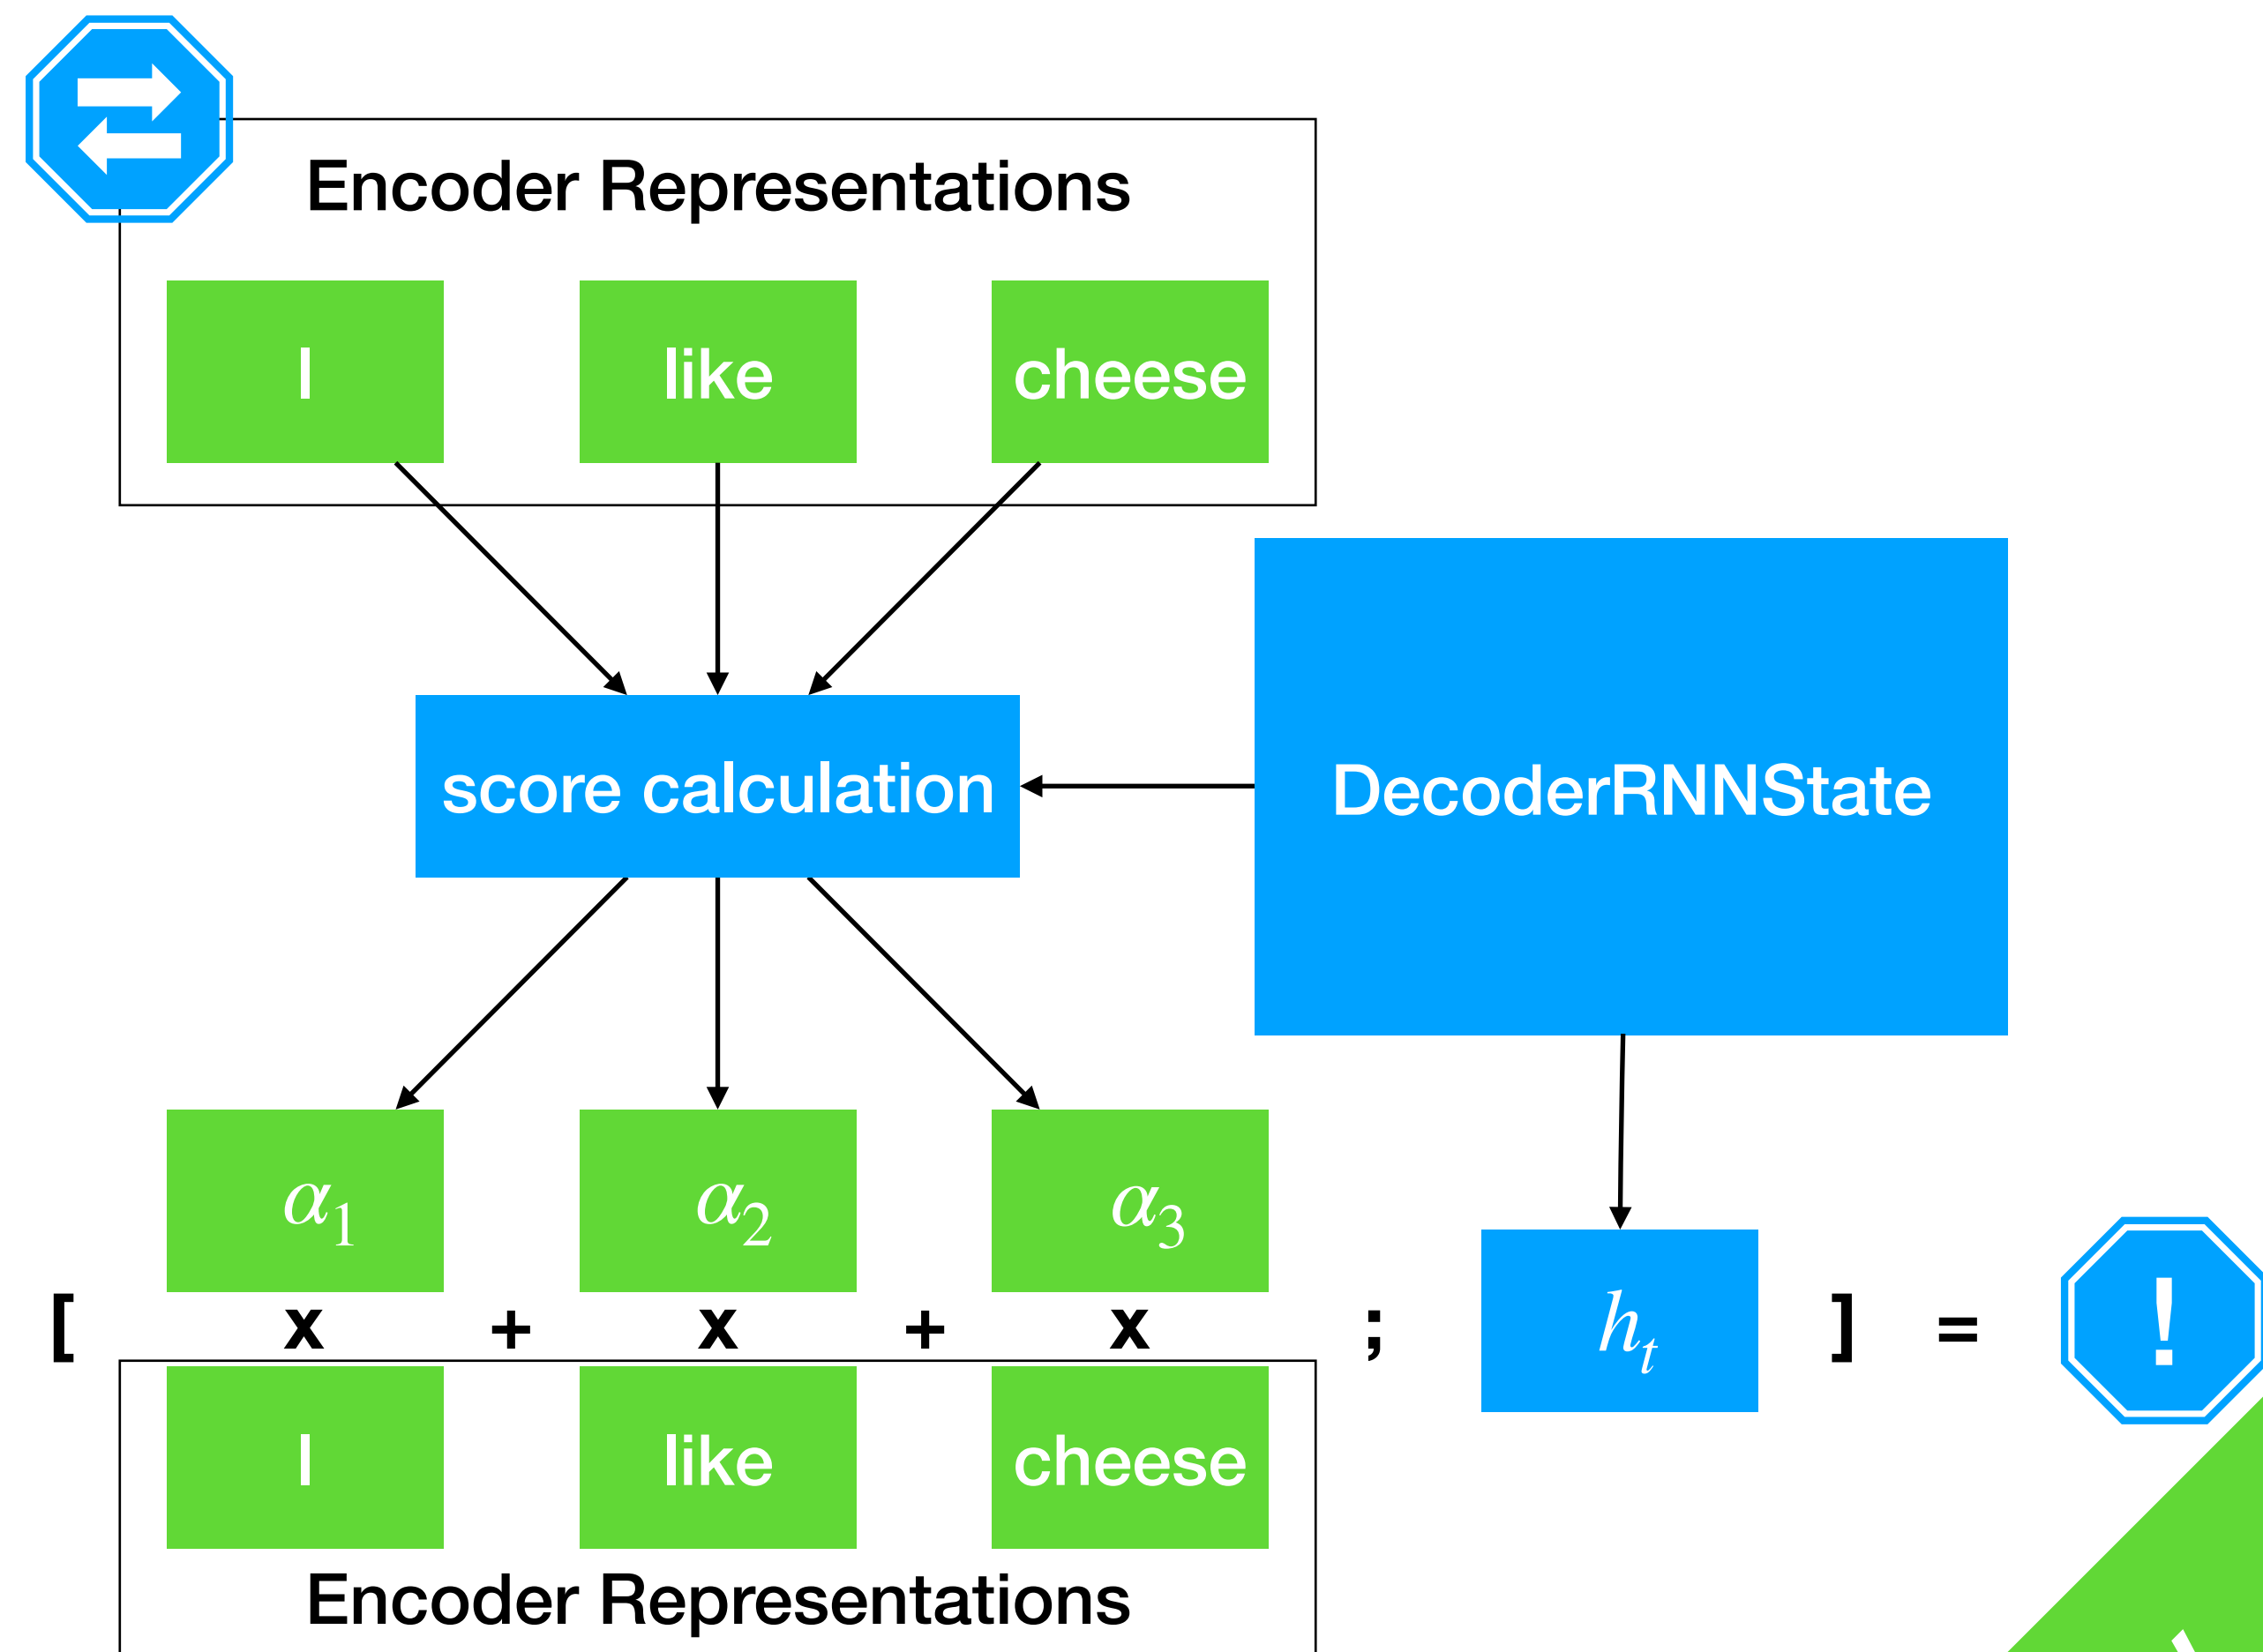 Encoder Representations
I like cheese
score calculation
DecoderRNNState
α1 α2 α3
[ x + x + x ; ht ] = !
I like cheese
Encoder Representations